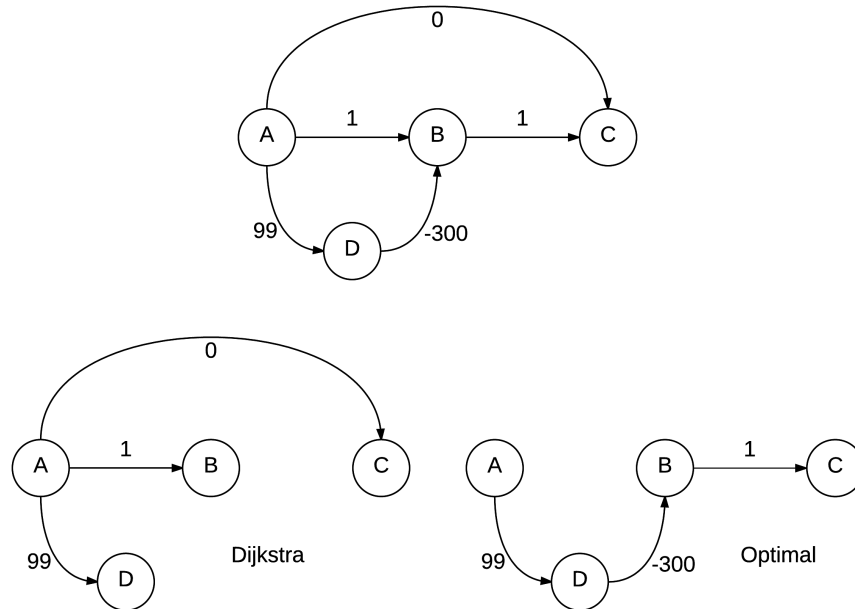 0
A 1 B 1 C
99 D -300
0
A 1 B C A B 1 C
99 D Dijkstra 99 D -300 Optimal